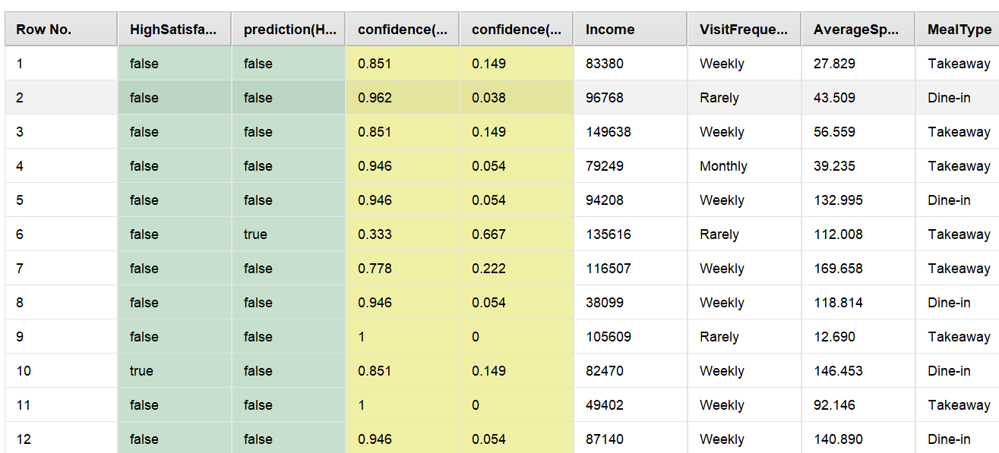 Row No. HighSatisfa... prediction(H... confidence(... confidence(... Income VisitFreque... AverageSp... MealType
1 false false 0.851 0.149 83380 Weekly 27.829 Takeaway
2 false false 0.962 0.038 96768 Rarely 43.509 Dine-in
3 false false 0.851 0.149 149638 Weekly 56.559 Takeaway
4 false false 0.946 0.054 79249 Monthly 39.235 Takeaway
5 false false 0.946 0.054 94208 Weekly 132.995 Dine-in
6 false true 0.333 0.667 135616 Rarely 112.008 Takeaway
7 false false 0.778 0.222 116507 Weekly 169.658 Takeaway
8 false false 0.946 0.054 38099 Weekly 118.814 Dine-in
9 false false 1 0 105609 Rarely 12.690 Takeaway
10 true false 0.851 0.149 82470 Weekly 146.453 Dine-in
11 false false 1 0 49402 Weekly 92.146 Takeaway
12 false false 0.946 0.054 87140 Weekly 140.890 Dine-in